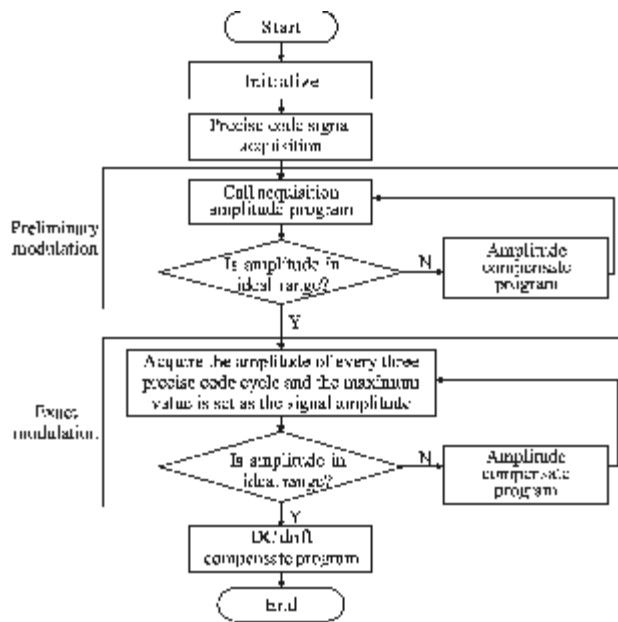 Start
Initialize
Precise code signal
acquisition
Call acquisition
amplitude program
Preliminary
modulation
Is amplitude in
ideal range?
N
Amplitude
compensate
program
Y
Acquire the amplitude of every three
precise code cycle and the maximum
value is set as the signal amplitude
Exact
modulation
Is amplitude in
ideal range?
N
Amplitude
compensate
program
Y
DC drift
compensate program
End